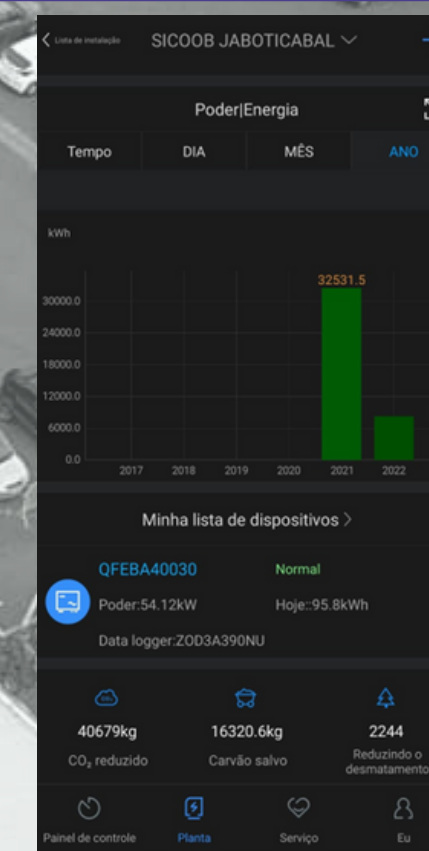 Lista de instalação SICOOB JABOTICABAL
Poder|Energia
Tempo DIA MÊS ANO
kWh
32531.5
30000.0
24000.0
18000.0
12000.0
6000.0
0.0
2017 2018 2019 2020 2021 2022
Minha lista de dispositivos
QFEBA40030 Normal
Poder:54.12kW Hoje::95.8kWh
Data logger:ZOD3A390NU
40679kg 16320.6kg 2244
CO₂ reduzido Carvão salvo Reduzindo o
desmatamento
Painel de controle Planta Serviço Eu